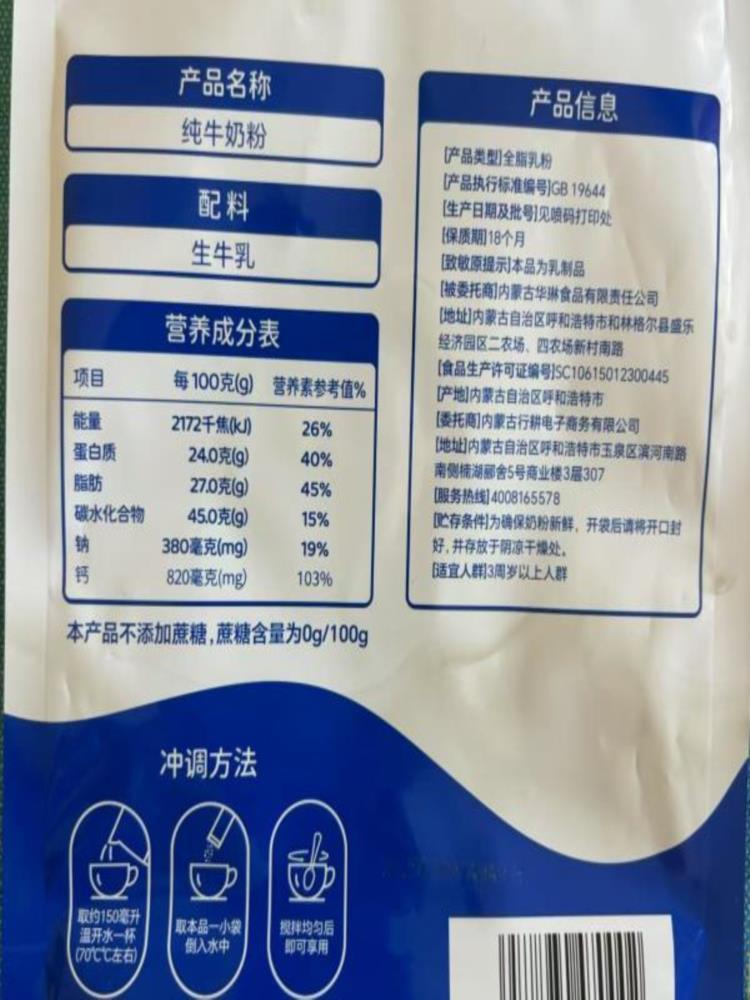 产品名称
纯牛奶粉
配料
生牛乳
营养成分表
项目 每100克(g) 营养素参考值%
能量 2172千焦(kJ) 26%
蛋白质 24.0克(g) 40%
脂肪 27.0克(g) 45%
碳水化合物 45.0克(g) 15%
钠 380毫克(mg) 19%
钙 820毫克(mg) 103%
本产品不添加蔗糖,蔗糖含量为0g/100g
产品信息
[产品类型]全脂乳粉
[产品执行标准编号]GB 19644
[生产日期及批号]见喷码打印处
[保质期]18个月
[致敏原提示]本品为乳制品
[被委托商]内蒙古华琳食品有限责任公司
[地址]内蒙古自治区呼和浩特市和林格尔县盛乐
经济园区二农场、四农场新村南路
[食品生产许可证编号]SC10615012300445
[产地]内蒙古自治区呼和浩特市
[委托商]内蒙古行耕电子商务有限公司
[地址]内蒙古自治区呼和浩特市玉泉区滨河南路
南侧楠湖郦舍5号商业楼3层307
[服务热线]4008165578
[贮存条件]为确保奶粉新鲜，开袋后请将开口封
好,并存放于阴凉干燥处。
[适宜人群]3周岁以上人群
冲调方法
取约150毫升
温开水一杯
(70℃C左右)
取本品一小袋
倒入水中
搅拌均匀后
即可享用